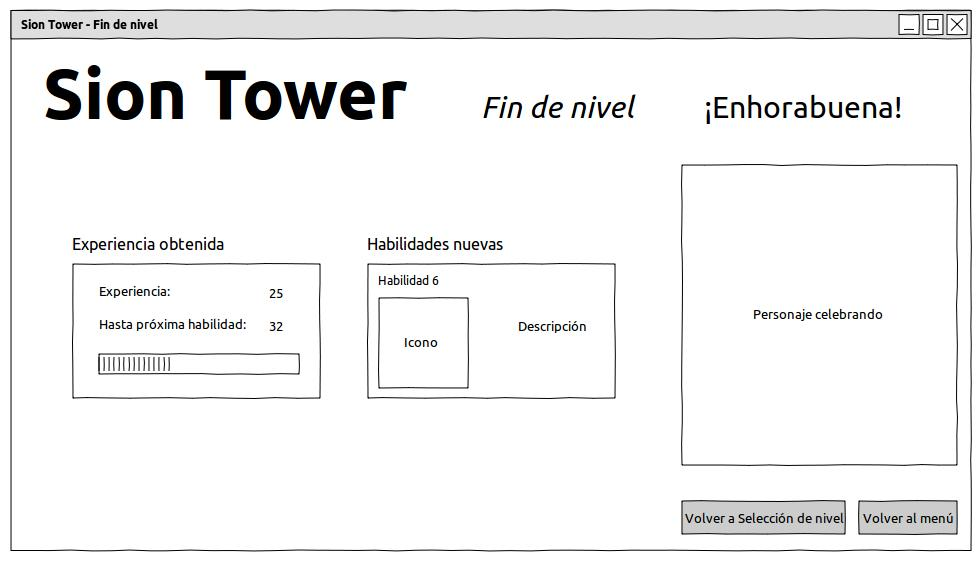 Sion Tower - Fin de nivel
Sion Tower
Fin de nivel
¡Enhorabuena!
Experiencia obtenida
Experiencia: 25
Hasta próxima habilidad: 32
Habilidades nuevas
Habilidad 6
Icono
Descripción
Personaje celebrando
Volver a Selección de nivel
Volver al menú